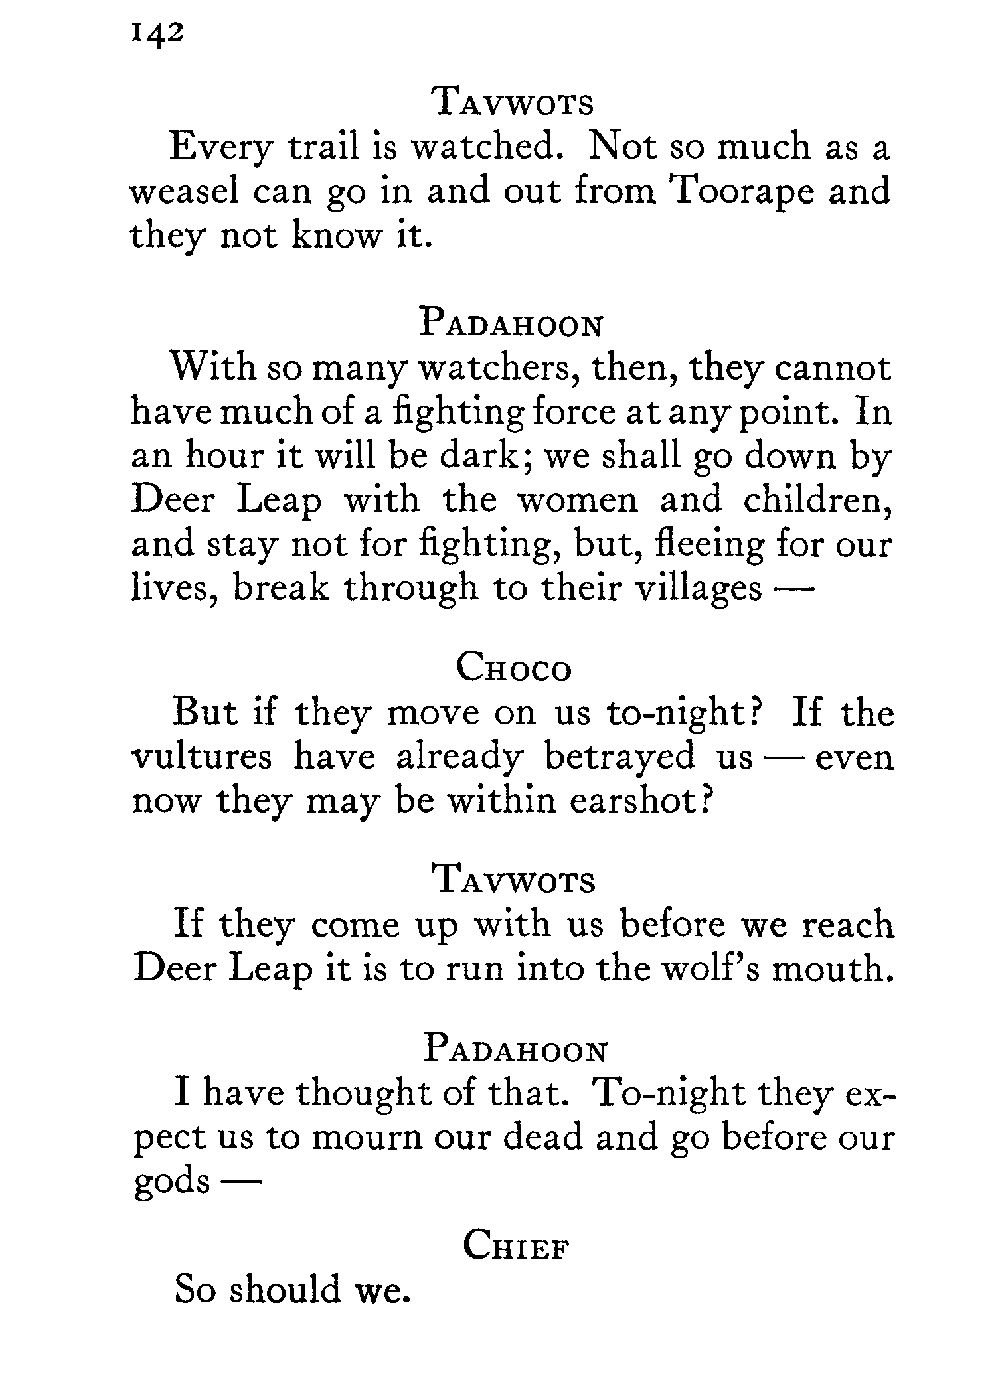 142
Tavwots
Every trail is watched. Not so much as a
weasel can go in and out from Toorape and
they not know it.
Padahoon
With so many watchers, then, they cannot
have much of a fighting force at any point. In
an hour it will be dark; we shall go down by
Deer Leap with the women and children,
and stay not for fighting, but, fleeing for our
lives, break through to their villages —
Choco
But if they move on us to-night? If the
vultures have already betrayed us — even
now they may be within earshot?
Tavwots
If they come up with us before we reach
Deer Leap it is to run into the wolf's mouth.
Padahoon
I have thought of that. To-night they ex-
pect us to mourn our dead and go before our
gods —
Chief
So should we.